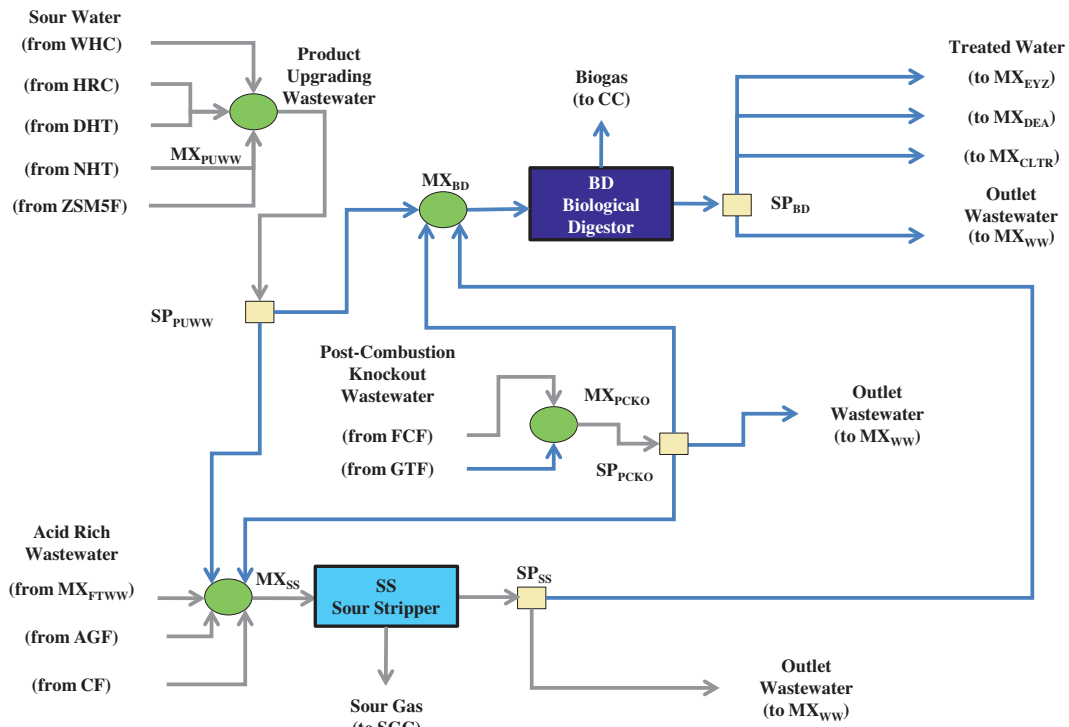 Sour Water
(from WHC)
(from HRC)
(from DHT)
(from NHT)
(from ZSM5F)
Product
Upgrading
Wastewater
MX_PUWW
SP_PUWW
MX_BD
Biogas
(to CC)
BD
Biological
Digestor
SP_BD
Treated Water
(to MX_EYZ)
(to MX_DEA)
(to MX_CLTR)
Outlet
Wastewater
(to MX_WW)
Post-Combustion
Knockout
Wastewater
(from FCF)
(from GTF)
MX_PCKO
SP_PCKO
Outlet
Wastewater
(to MX_WW)
Acid Rich
Wastewater
(from MX_FTWW)
(from AGF)
(from CF)
MX_SS
SS
Sour Stripper
SP_SS
Sour Gas
Outlet
Wastewater
(to MX_WW)